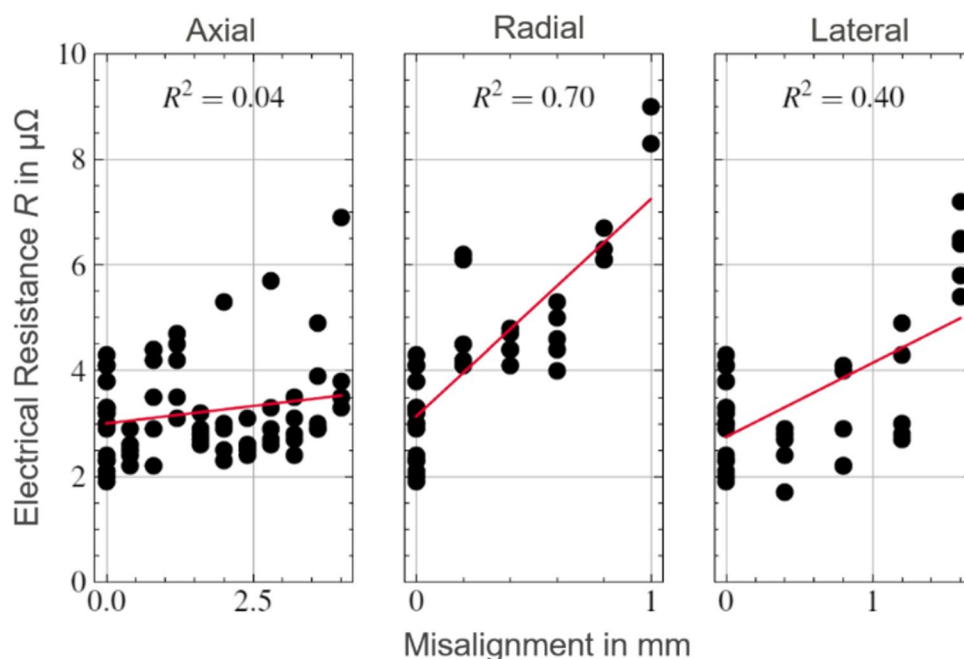 Axial Radial Lateral
R² = 0.04 R² = 0.70 R² = 0.40
Electrical Resistance R in μΩ
10
8
6
4
2
0
0.0 2.5 0 1 0 1
Misalignment in mm